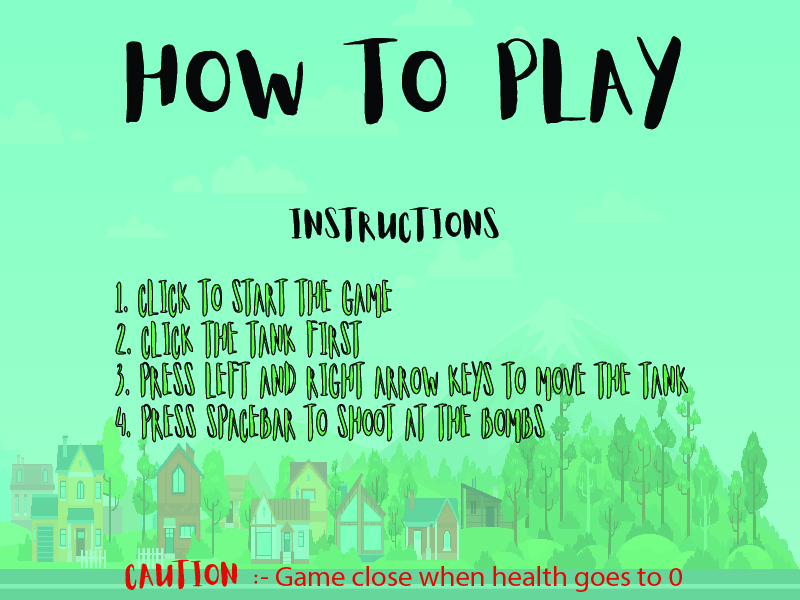 HOW TO PLAY
INSTRUCTIONS
1. CLICK TO START THE GAME
2. CLICK THE TANK FIRST
3. PRESS LEFT AND RIGHT ARROW KEYS TO MOVE THE TANK
4. PRESS SPACEBAR TO SHOOT AT THE BOMBS
CAUTION :- Game close when health goes to 0